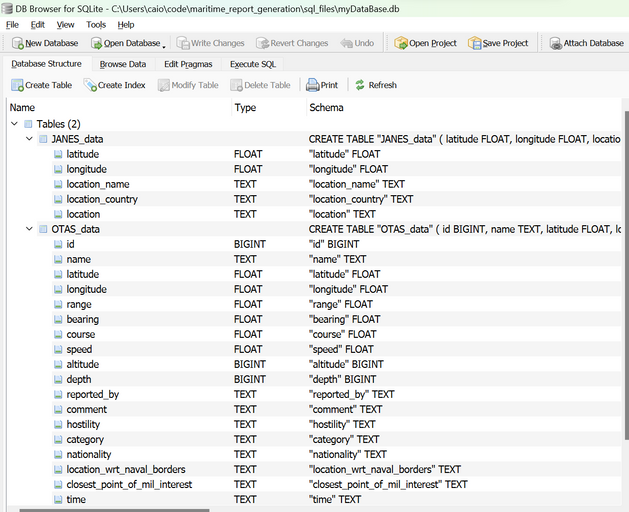 DB Browser for SQLite - C:\Users\caio\code\maritime_report_generation\sql_files\myDataBase.db
File Edit View Tools Help
New Database Open Database Write Changes Revert Changes Undo Open Project Save Project Attach Database
Database Structure Browse Data Edit Pragmas Execute SQL
Create Table Create Index Modify Table Delete Table Print Refresh
Name Type Schema
Tables (2)
JANES_data CREATE TABLE "JANES_data" ( latitude FLOAT, longitude FLOAT, locatio
latitude FLOAT "latitude" FLOAT
longitude FLOAT "longitude" FLOAT
location_name TEXT "location_name" TEXT
location_country TEXT "location_country" TEXT
location TEXT "location" TEXT
OTAS_data CREATE TABLE "OTAS_data" ( id BIGINT, name TEXT, latitude FLOAT, lo
id BIGINT "id" BIGINT
name TEXT "name" TEXT
latitude FLOAT "latitude" FLOAT
longitude FLOAT "longitude" FLOAT
range FLOAT "range" FLOAT
bearing FLOAT "bearing" FLOAT
course FLOAT "course" FLOAT
speed FLOAT "speed" FLOAT
altitude BIGINT "altitude" BIGINT
depth BIGINT "depth" BIGINT
reported_by TEXT "reported_by" TEXT
comment TEXT "comment" TEXT
hostility TEXT "hostility" TEXT
category TEXT "category" TEXT
nationality TEXT "nationality" TEXT
location_wrt_naval_borders TEXT "location_wrt_naval_borders" TEXT
closest_point_of_mil_interest TEXT "closest_point_of_mil_interest" TEXT
time TEXT "time" TEXT